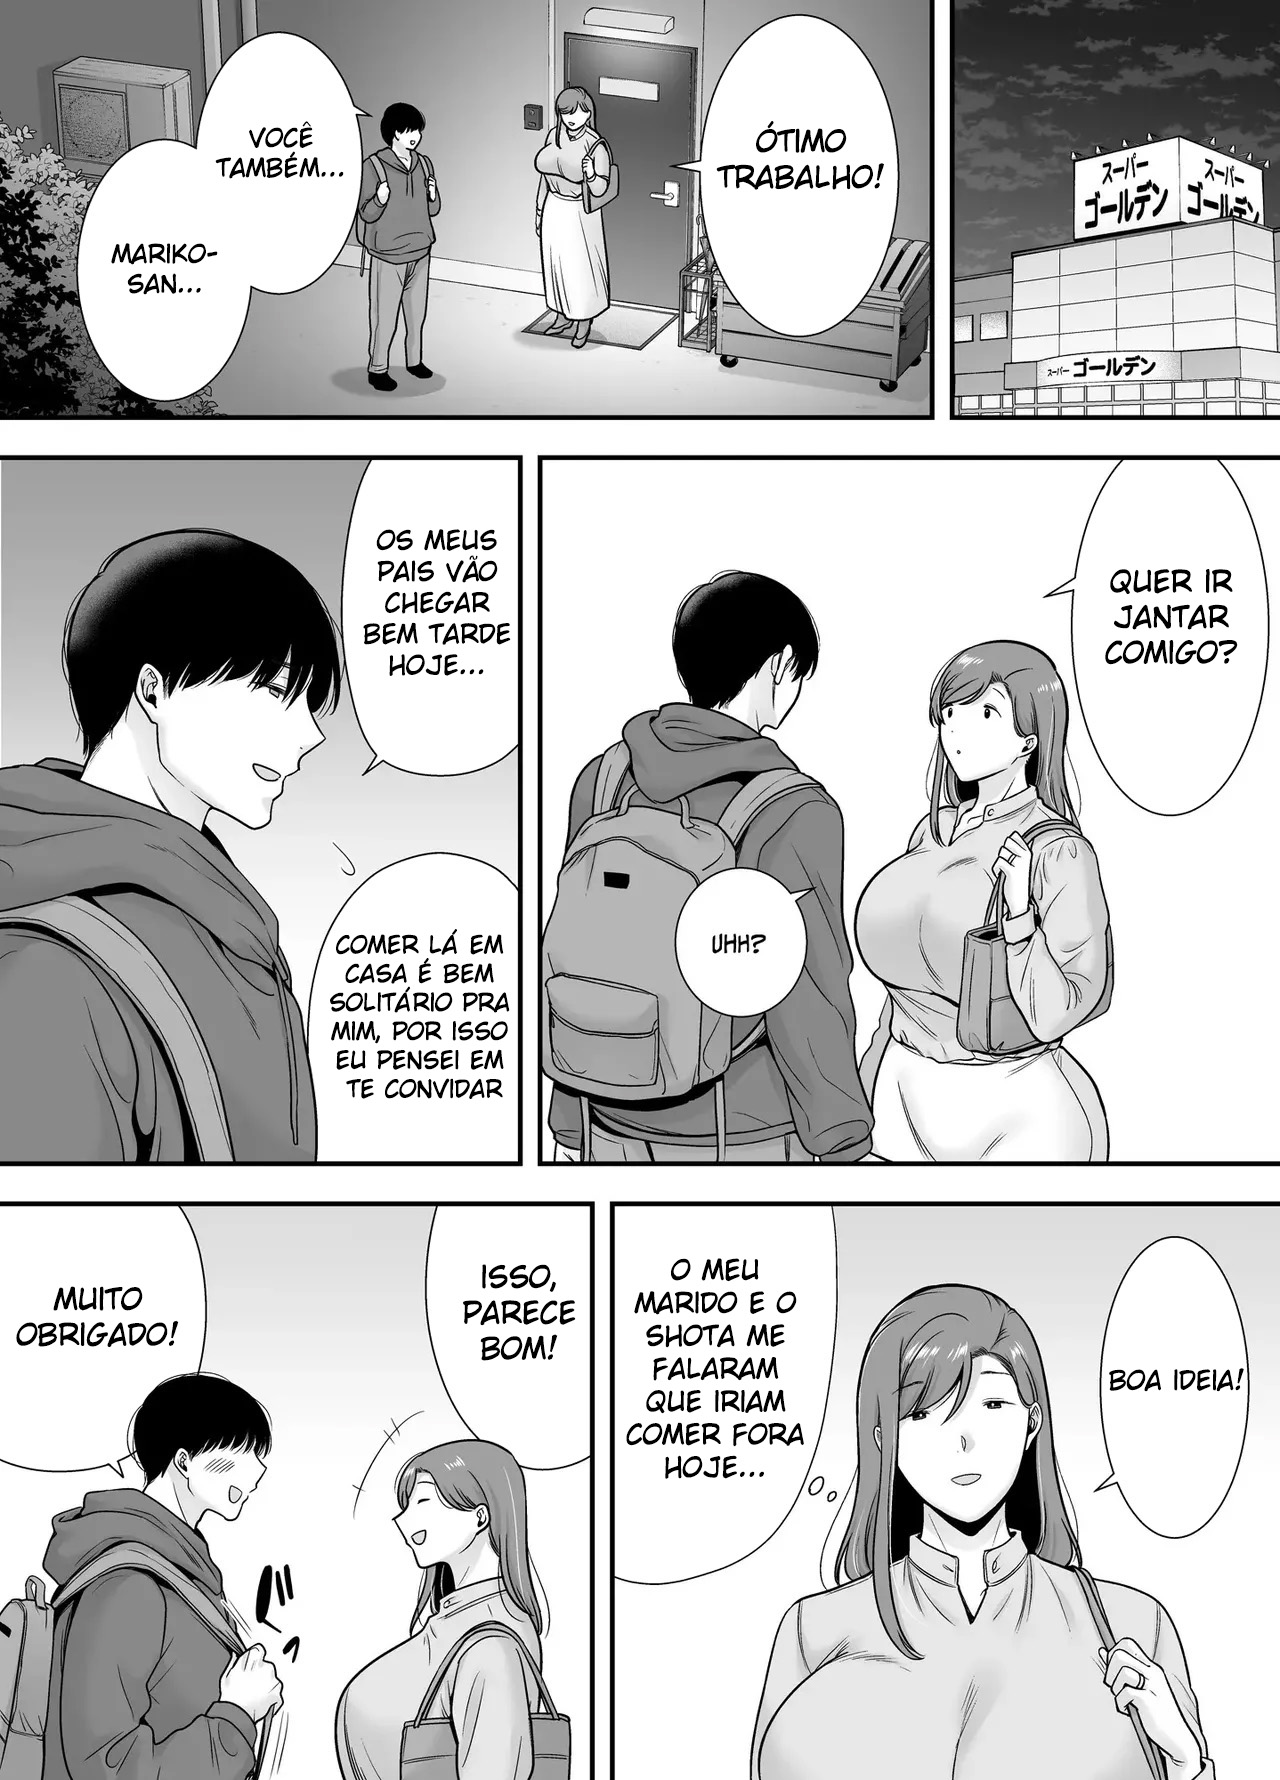 スーパー
ゴールデン
スーパー
ゴールデン
スーパー ゴールデン
ÓTIMO
TRABALHO!
VOCÊ
TAMBÉM...
MARIKO-
SAN...
QUER IR
JANTAR
COMIGO?
UHH?
OS MEUS
PAIS VÃO
CHEGAR
BEM TARDE
HOJE...
COMER LÁ EM
CASA É BEM
SOLITÁRIO PRA
MIM, POR ISSO
EU PENSEI EM
TE CONVIDAR
BOA IDEIA!
O MEU
MARIDO E O
SHOTA ME
FALARAM
QUE IRIAM
COMER FORA
HOJE...
ISSO,
PARECE
BOM!
MUITO
OBRIGADO!